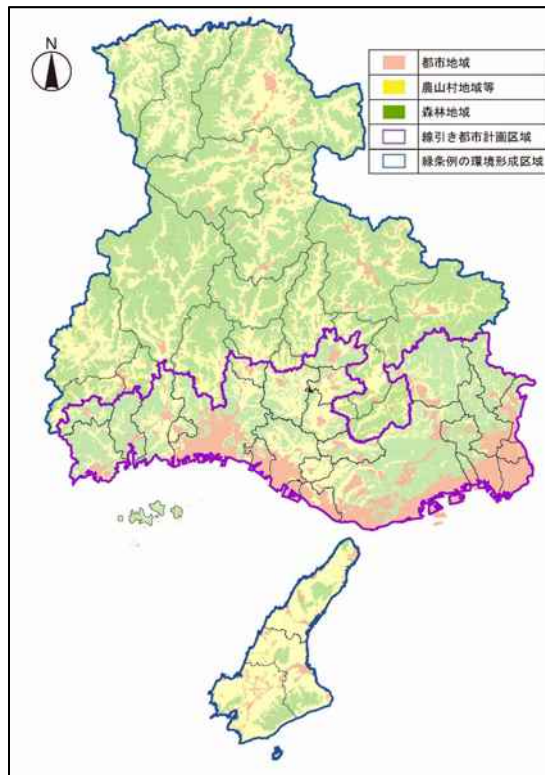 N
都市地域
農山村地域等
森林地域
線引き都市計画区域
緑条例の環境形成区域